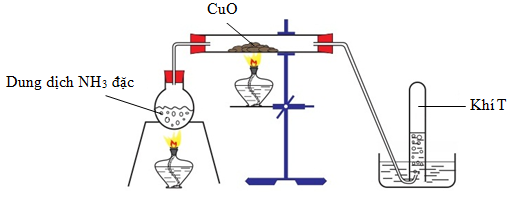 CuO
Dung dịch NH3 đặc
Khí T